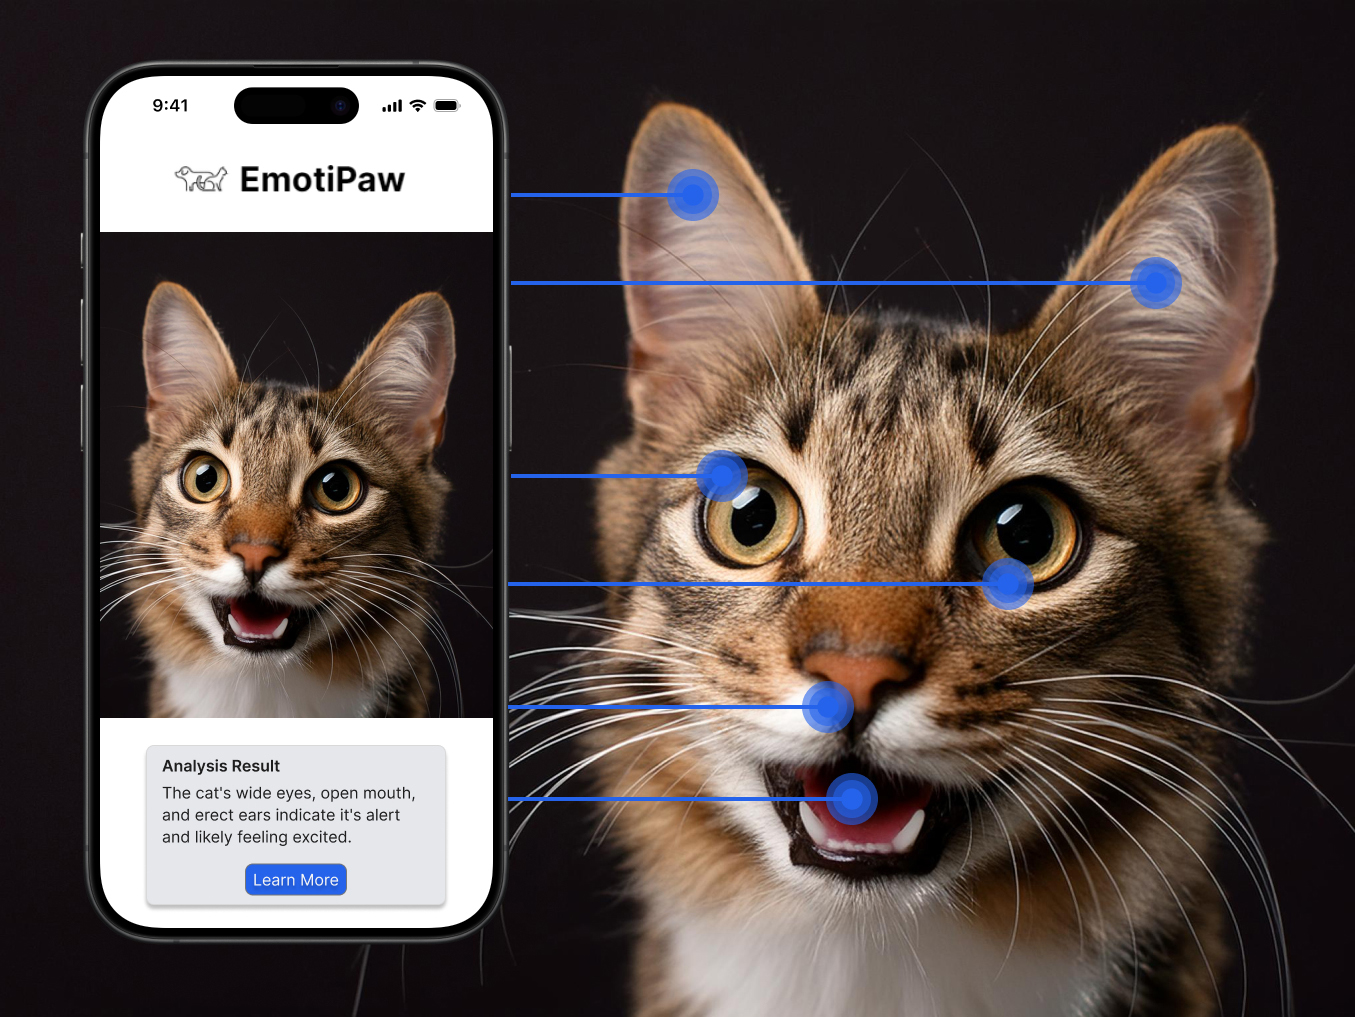 9:41
EmotiPaw
Analysis Result
The cat's wide eyes, open mouth,
and erect ears indicate it's alert
and likely feeling excited.
Learn More